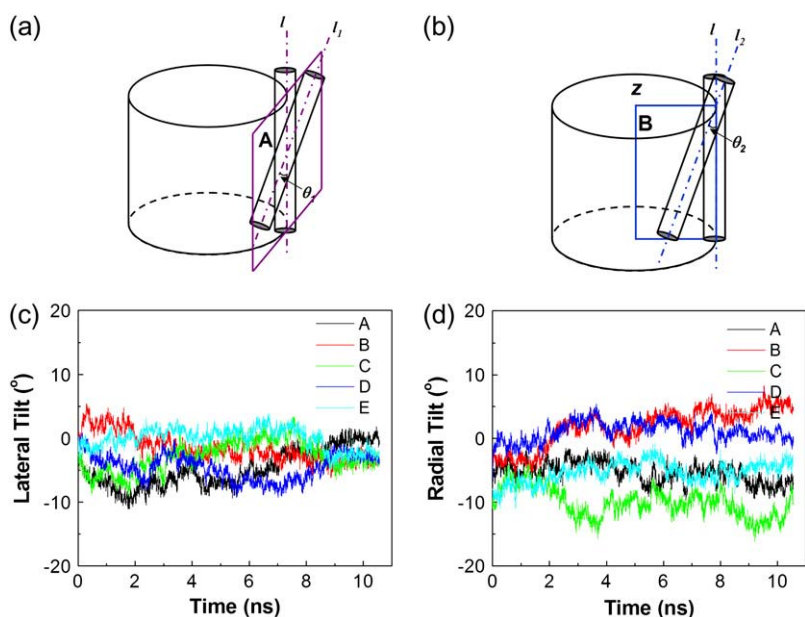 (a)
l
l₁
A
θ₁
(b)
l
l₂
z
B
θ₂
(c)
20
10
0
-10
-20
Lateral Tilt (°)
A
B
C
D
E
0
2
4
6
8
10
Time (ns)
(d)
20
10
0
-10
-20
Radial Tilt (°)
A
B
C
D
E
0
2
4
6
8
10
Time (ns)